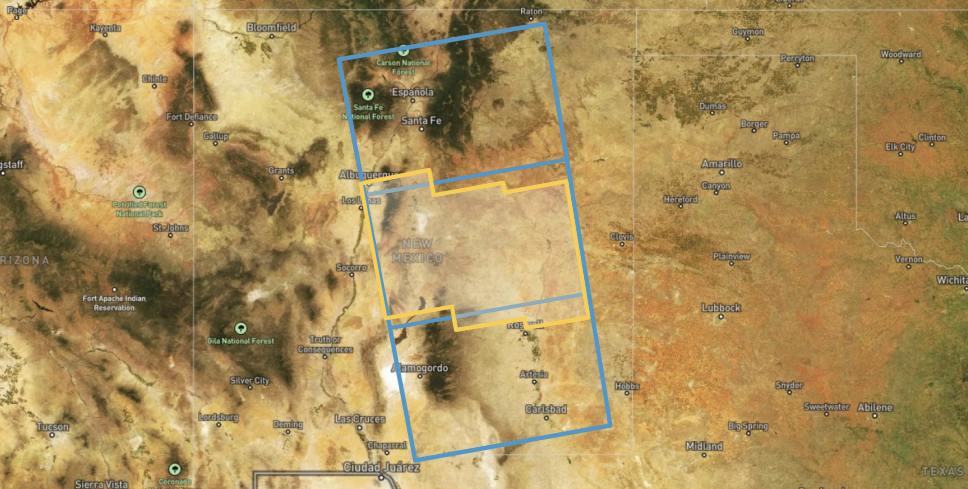 Page
Kayenta
Bloomfield
Raton
Guymon
Perryton
Woodward
Carson National
Forest
Chinle
Española
Santa Fe
National Forest
Santa Fe
Fort Defiance
Gallup
Dumas
Borger
Pampa
Clinton
Elk City
gstaff
Grants
Albuquerque
Amarillo
Canyon
Hereford
Petrified Forest
National Park
St. Johns
Altus
La
NEW
MEXICO
Clovis
Plainview
Vernon
RIZONA
Socorro
Wichita
Fort Apache Indian
Reservation
Lubbock
Gila National Forest
Truth or
Consequences
Alamogordo
Silver City
Artesia
Hobbs
Snyder
Lordsburg
Deming
Las Cruces
Carlsbad
Sweetwater
Abilene
Tucson
Big Spring
Chaparral
Midland
Ciudad Juarez
Coronado
Sierra Vista
TEXAS